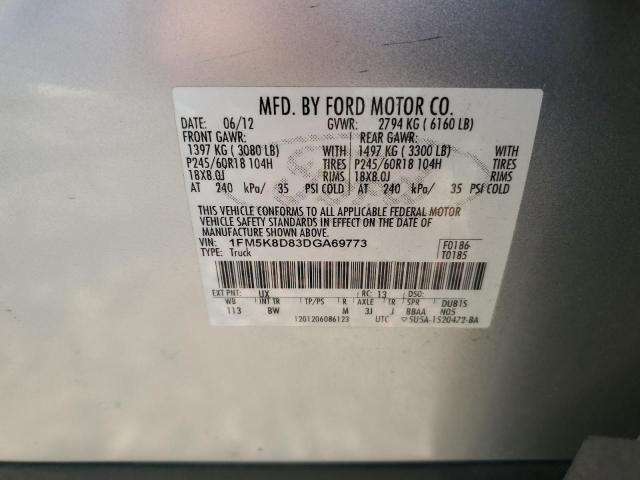 MFD. BY FORD MOTOR CO.
DATE: 06/12 GVWR: 2794 KG ( 6160 LB)
FRONT GAWR: REAR GAWR:
1397 KG ( 3080 LB) WITH 1497 KG ( 3300 LB) WITH
P245/60R18 104H TIRES P245/60R18 104H TIRES
18X8.0J RIMS 18X8.0J RIMS
AT 240 kPa/ 35 PSI COLD AT 240 kPa/ 35 PSI COLD
THIS VEHICLE CONFORMS TO ALL APPLICABLE FEDERAL MOTOR
VEHICLE SAFETY STANDARDS IN EFFECT ON THE DATE OF
MANUFACTURE SHOWN ABOVE.
VIN: 1FM5K8D83DGA69773 F0186
TYPE: Truck T0185
EXT PNT: UX RC: 13 DSO:
WB INT TR TP/PS R AXLE TR SPR DUB15
113 BW M 3J J BBAA N05
1201206086123 UTC ▽5U5A-1520472-BA